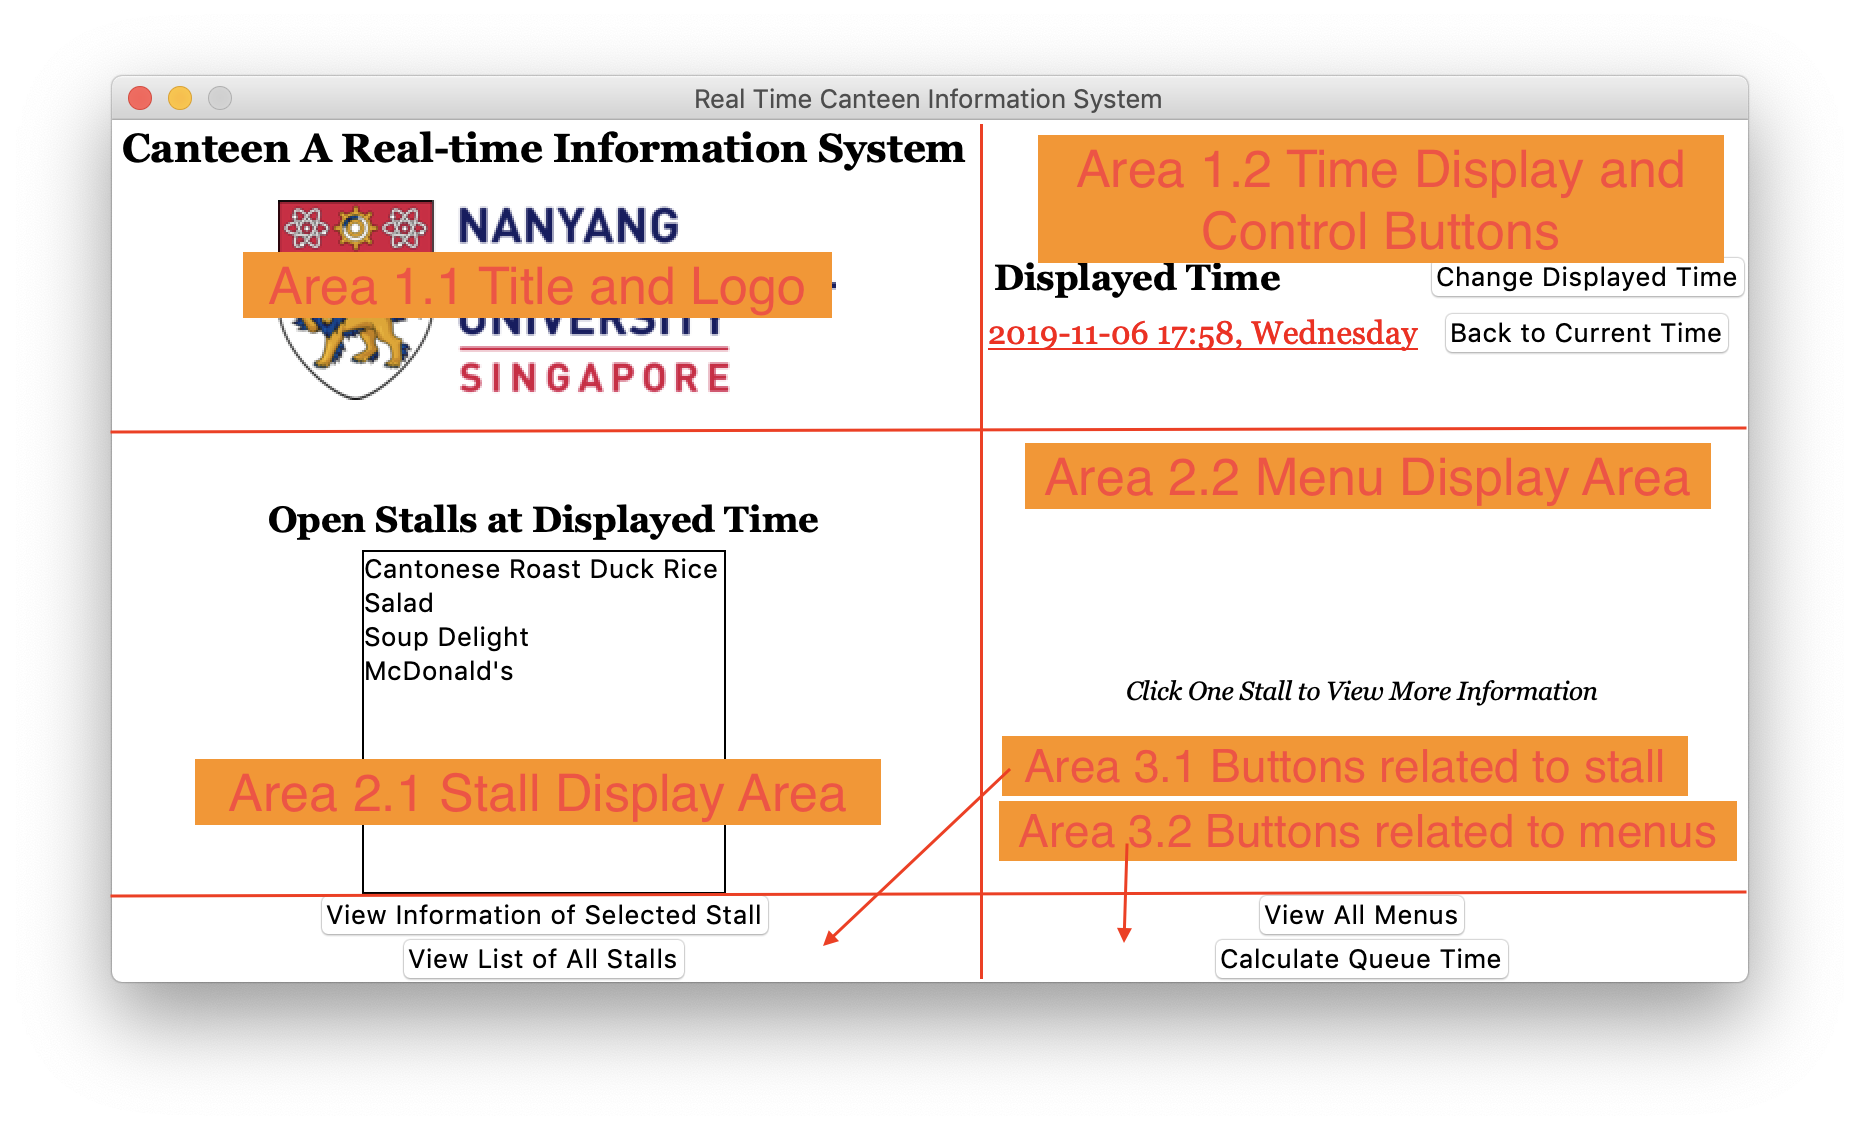 Real Time Canteen Information System
Canteen A Real-time Information System
NANYANG
Area 1.1 Title and Logo
UNIVERSITY
SINGAPORE
Area 1.2 Time Display and
Control Buttons
Displayed Time
Change Displayed Time
2019-11-06 17:58, Wednesday
Back to Current Time
Open Stalls at Displayed Time
Cantonese Roast Duck Rice
Salad
Soup Delight
McDonald's
Area 2.1 Stall Display Area
Area 2.2 Menu Display Area
Click One Stall to View More Information
Area 3.1 Buttons related to stall
Area 3.2 Buttons related to menus
View Information of Selected Stall
View List of All Stalls
View All Menus
Calculate Queue Time